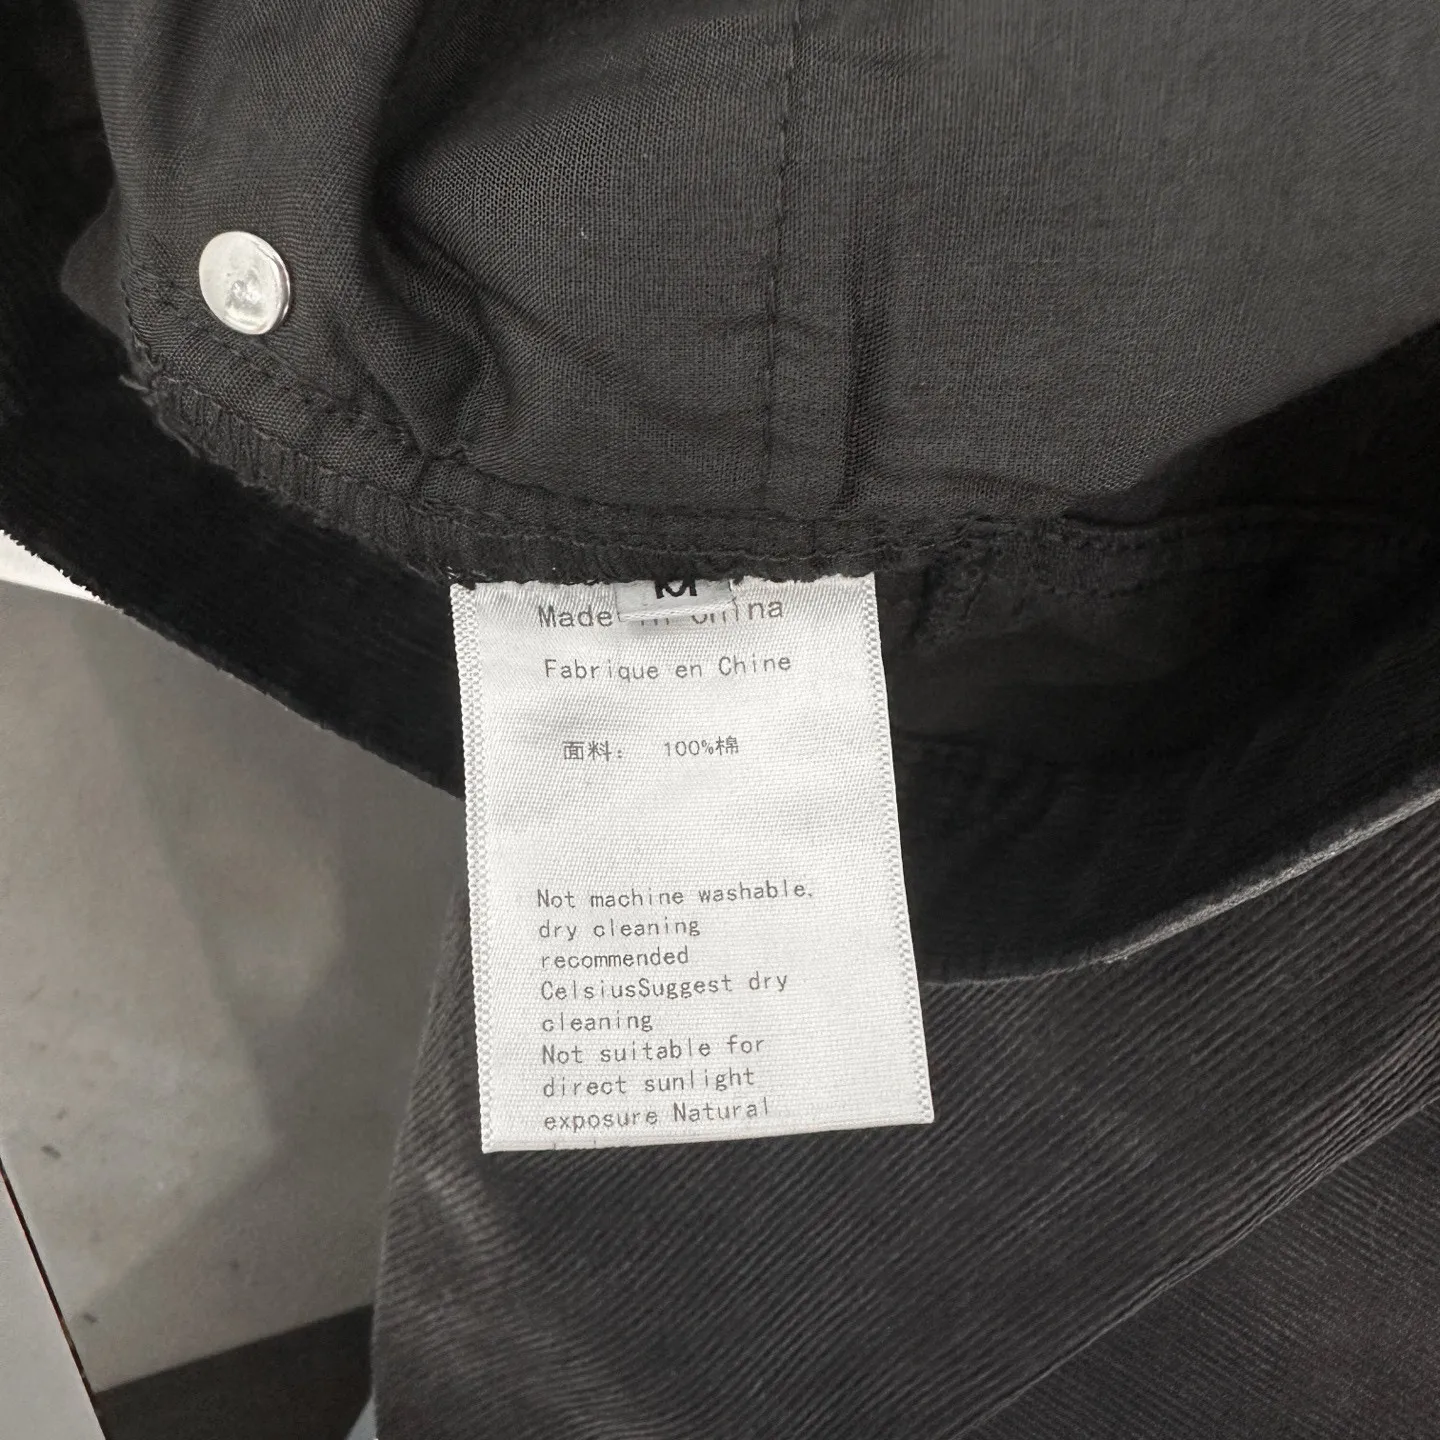 M
Made in China
Fabrique en Chine
面料： 100%棉
Not machine washable,
dry cleaning
recommended
CelsiusSuggest dry
cleaning
Not suitable for
direct sunlight
exposure Natural